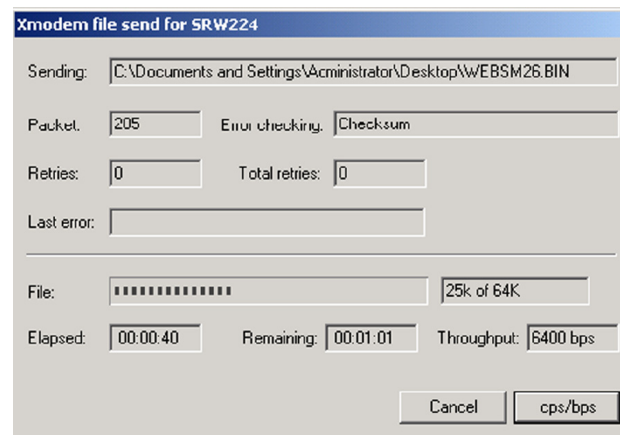 Xmodem file send for SRW224
Sending: C:\Documents and Settings\Acministrator\Desktop\WEBSM26.BIN
Packet: 205 Error checking: Checksum
Retries: 0 Total retries: 0
Last error:
File: 25k of 64K
Elapsed: 00:00:40 Remaining: 00:01:01 Throughput: 6400 bps
Cancel cps/bps